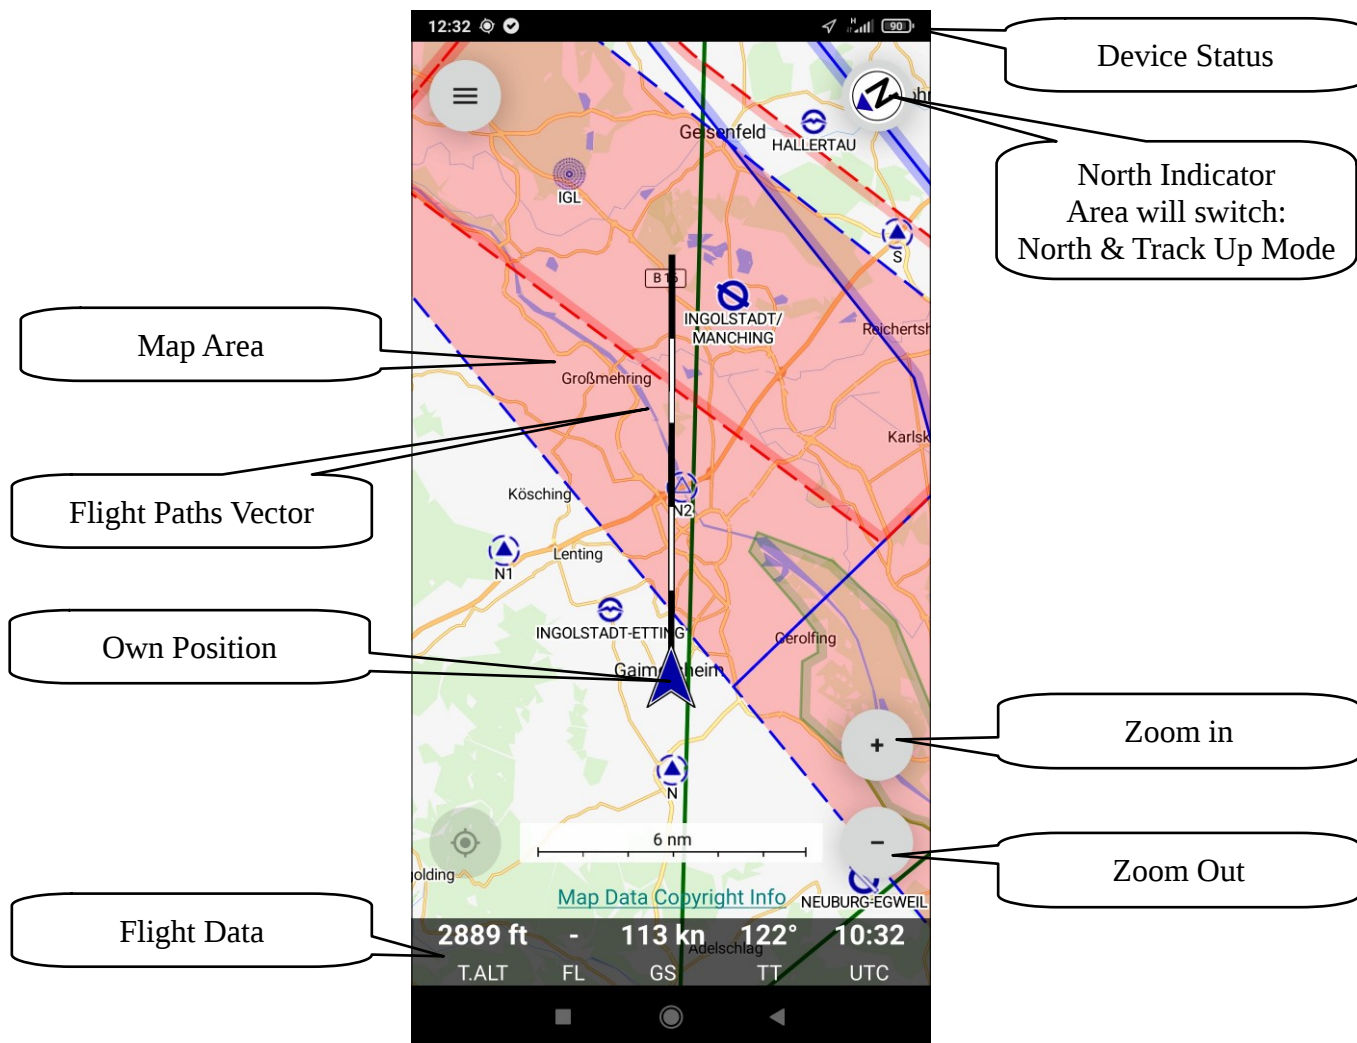 12:32
H
90
Device Status
N
ohr
Geisenfeld
HALLERTAU
North Indicator
Area will switch:
North & Track Up Mode
IGL
S
B 16
INGOLSTADT/
MANCHING
Reichertsh
Map Area
Großmehring
Karlsk
Flight Paths Vector
Kösching
N2
Lenting
N1
INGOLSTADT-ETTING
Gerolfing
Own Position
Gaimersheim
Zoom in
+
N
6 nm
−
Zoom Out
olding
Map Data Copyright Info
NEUBURG-EGWEIL
Flight Data
2889 ft - 113 kn 122° 10:32
Adelschlag
T.ALT FL GS TT UTC